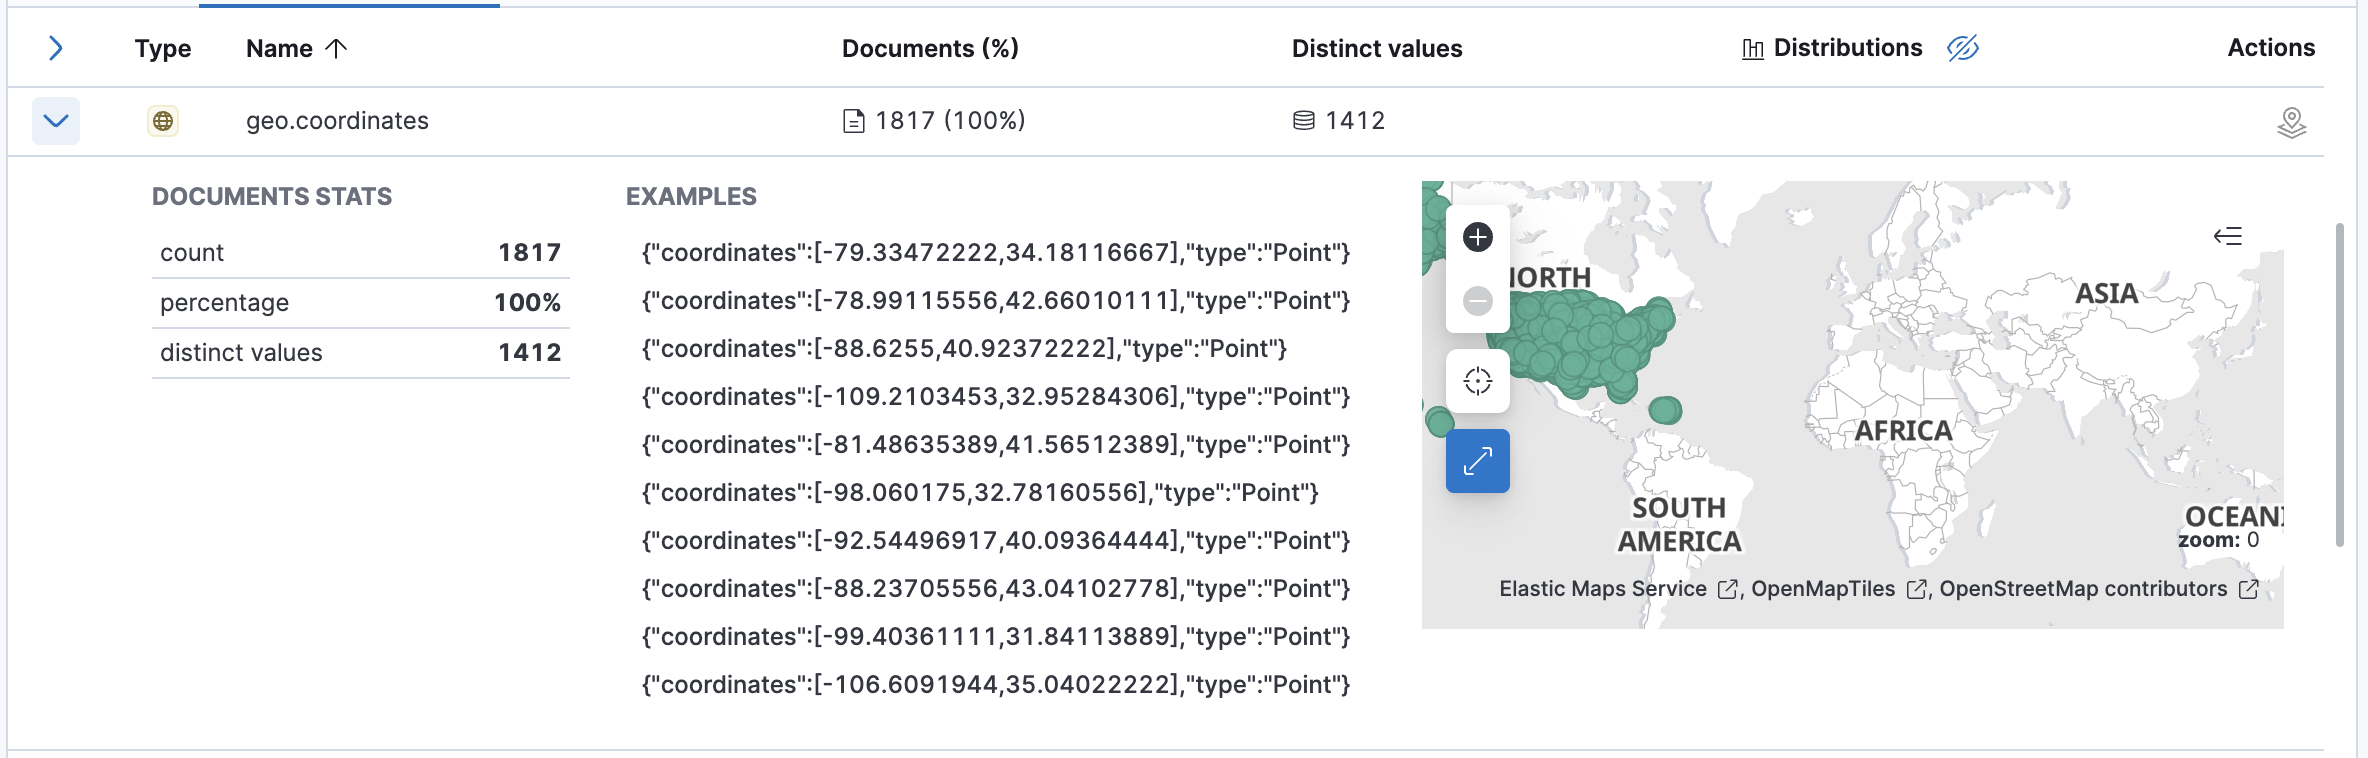 Type Name Documents (%) Distinct values Distributions Actions
geo.coordinates 1817 (100%) 1412
DOCUMENTS STATS
count 1817
percentage 100%
distinct values 1412
EXAMPLES
{"coordinates":[-79.33472222,34.18116667],"type":"Point"}
{"coordinates":[-78.99115556,42.66010111],"type":"Point"}
{"coordinates":[-88.6255,40.92372222],"type":"Point"}
{"coordinates":[-109.2103453,32.95284306],"type":"Point"}
{"coordinates":[-81.48635389,41.56512389],"type":"Point"}
{"coordinates":[-98.060175,32.78160556],"type":"Point"}
{"coordinates":[-92.54496917,40.09364444],"type":"Point"}
{"coordinates":[-88.23705556,43.04102778],"type":"Point"}
{"coordinates":[-99.40361111,31.84113889],"type":"Point"}
{"coordinates":[-106.6091944,35.04022222],"type":"Point"}
NORTH
ASIA
AFRICA
SOUTH
AMERICA
OCEANI
zoom: 0
Elastic Maps Service, OpenMapTiles, OpenStreetMap contributors